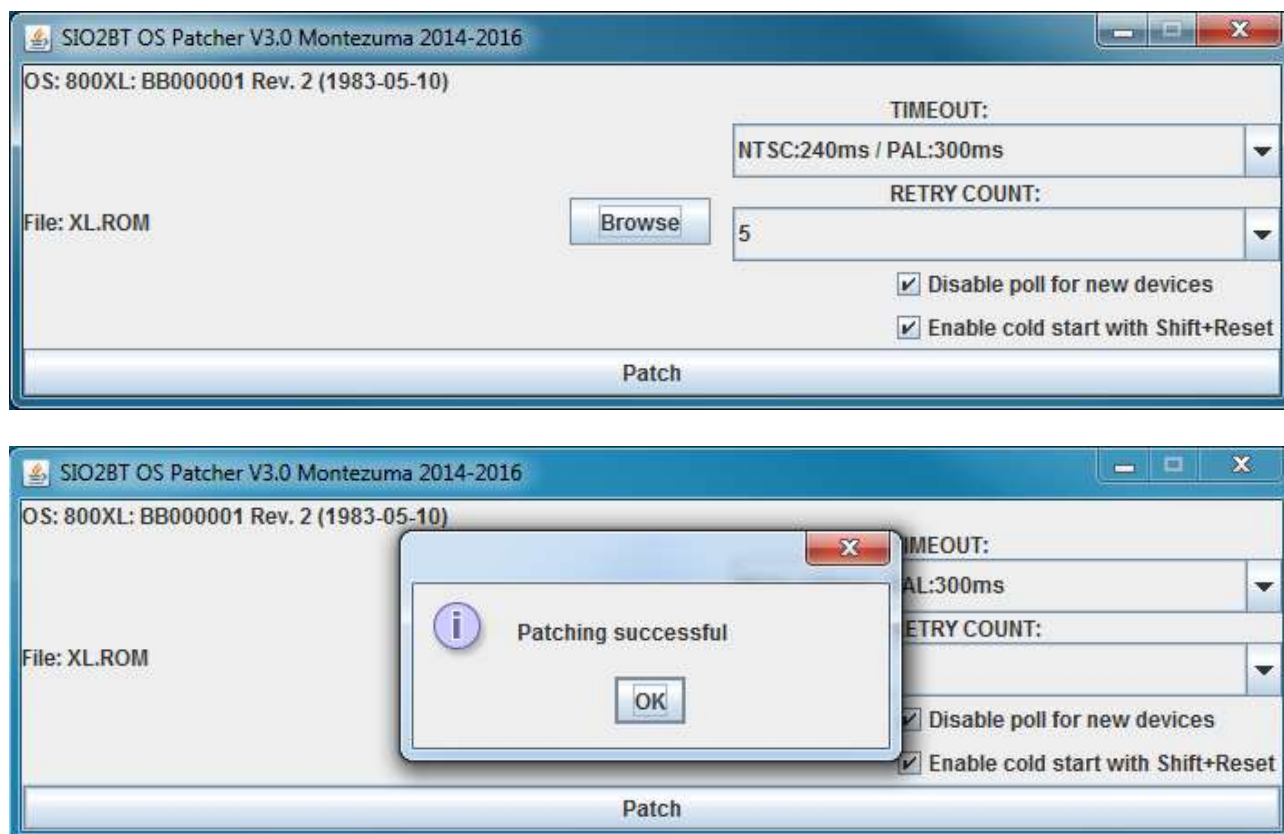 SIO2BT OS Patcher V3.0 Montezuma 2014-2016
OS: 800XL: BB000001 Rev. 2 (1983-05-10)
TIMEOUT:
NTSC:240ms / PAL:300ms
RETRY COUNT:
File: XL.ROM
Browse
5
Disable poll for new devices
Enable cold start with Shift+Reset
Patch
SIO2BT OS Patcher V3.0 Montezuma 2014-2016
OS: 800XL: BB000001 Rev. 2 (1983-05-10)
IMEOUT:
AL:300ms
Patching successful
ETRY COUNT:
File: XL.ROM
OK
Disable poll for new devices
Enable cold start with Shift+Reset
Patch